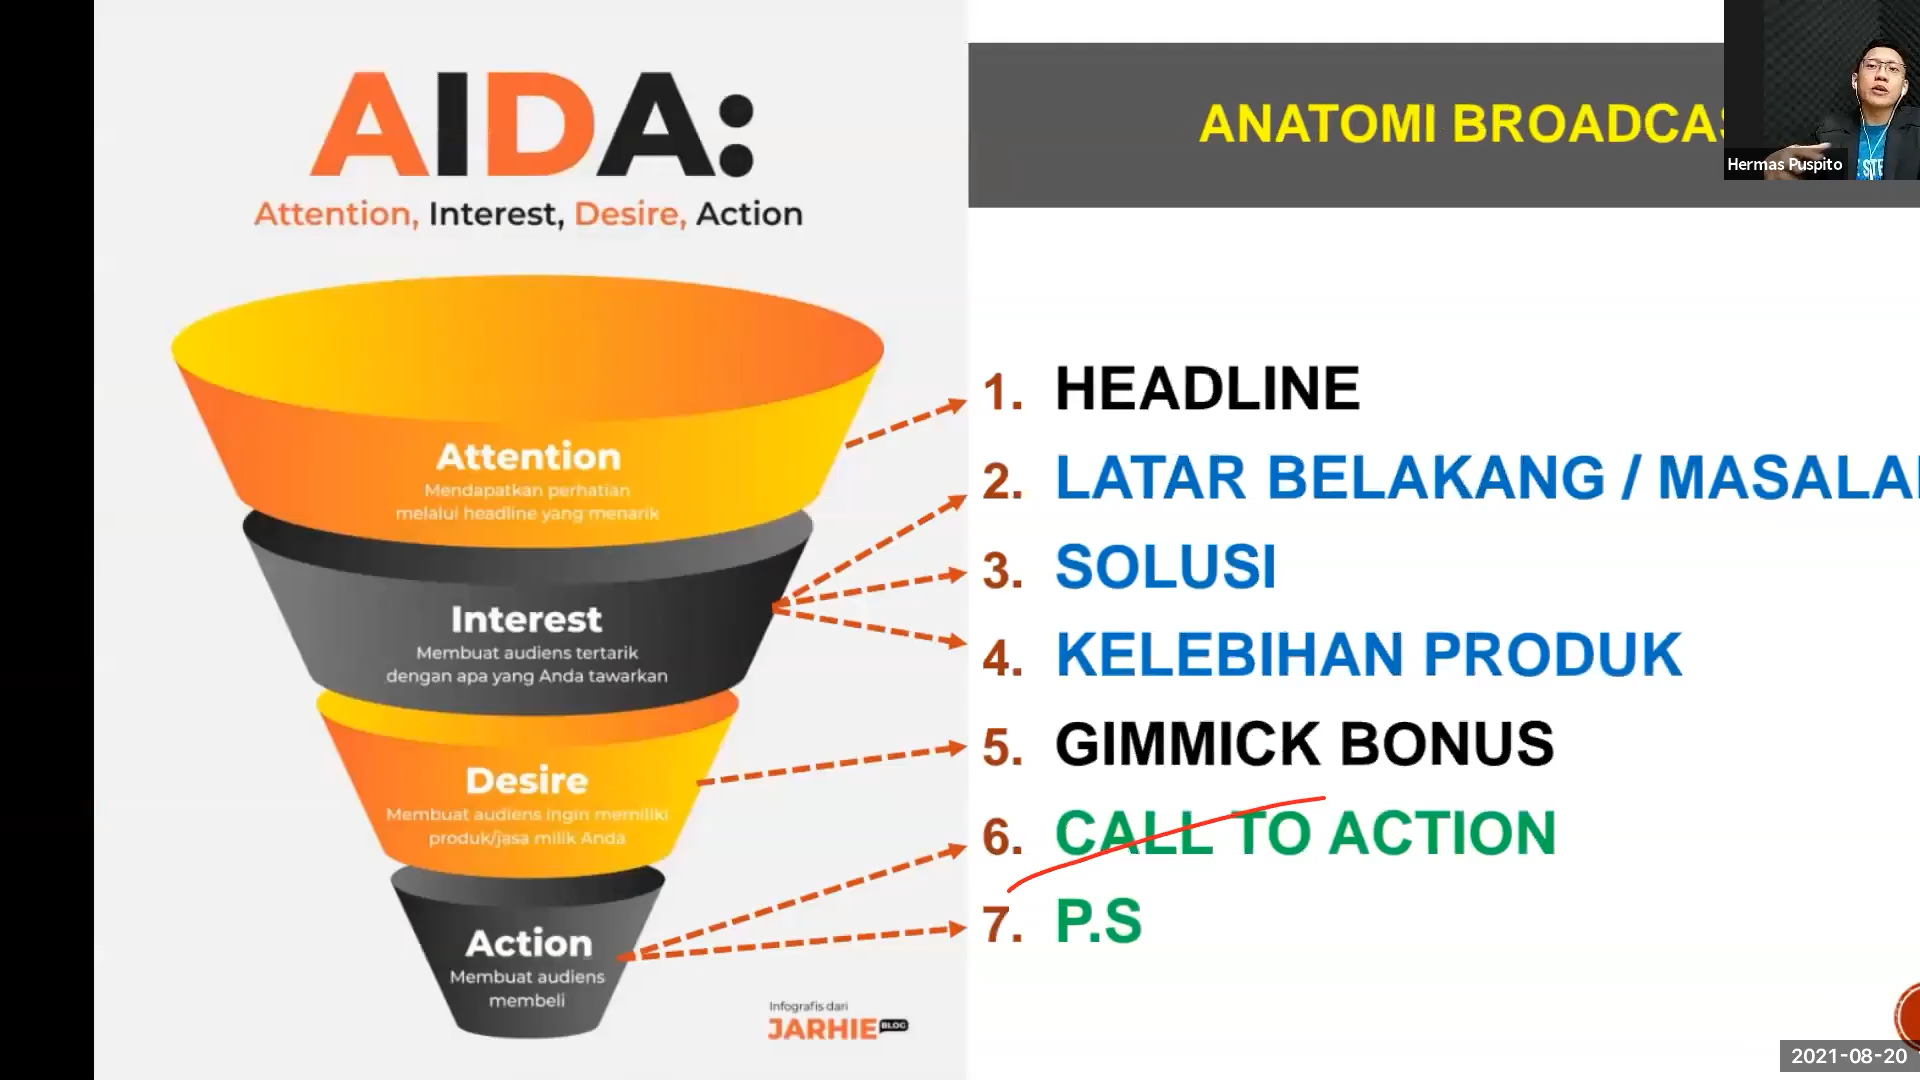 AIDA:
Attention, Interest, Desire, Action
Attention
Mendapatkan perhatian
melalui headline yang menarik
Interest
Membuat audiens tertarik
dengan apa yang Anda tawarkan
Desire
Membuat audiens ingin memiliki
produk/jasa milik Anda
Action
Membuat audiens
membeli
Infografis dari
JARHIE BLOG
ANATOMI BROADCAS
Hermas Puspito
STE
1. HEADLINE
2. LATAR BELAKANG / MASALA
3. SOLUSI
4. KELEBIHAN PRODUK
5. GIMMICK BONUS
6. CALL TO ACTION
7. P.S
2021-08-20